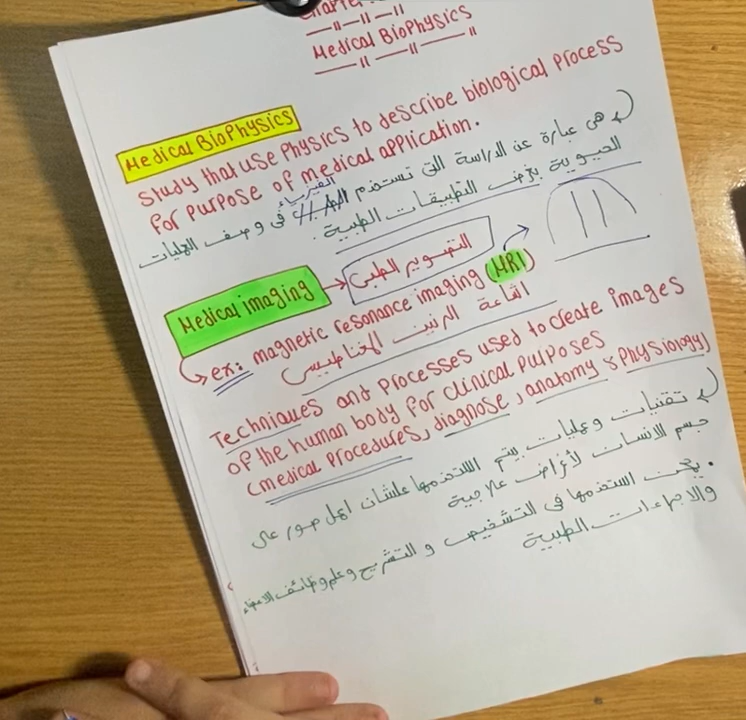 Chapter
Medical BioPhysics
Medical BioPhysics
Study that use Physics to describe biological process
for purpose of medical application.
هي عبارة عن الدراسة التي تستخدم الفيزياء في وصف العمليات
الحيوية بغرض التطبيقات الطبية.
Medical imaging → التصوير الطبي
ex: magnetic resonance imaging (MRI)
اشاعة الرنين المغناطيسي
Techniques and Processes used to create images
of the human body for clinical purposes
(medical procedures, diagnose, anatomy & physiology)
تقنيات وعمليات يتم استخدمها علشان اعمل صور على
جسم الانسان لأغراض علاجية
يجب استخدمها في التشخيص و التشريح وعلم وظائف الاعضاء
والاجراءات الطبية